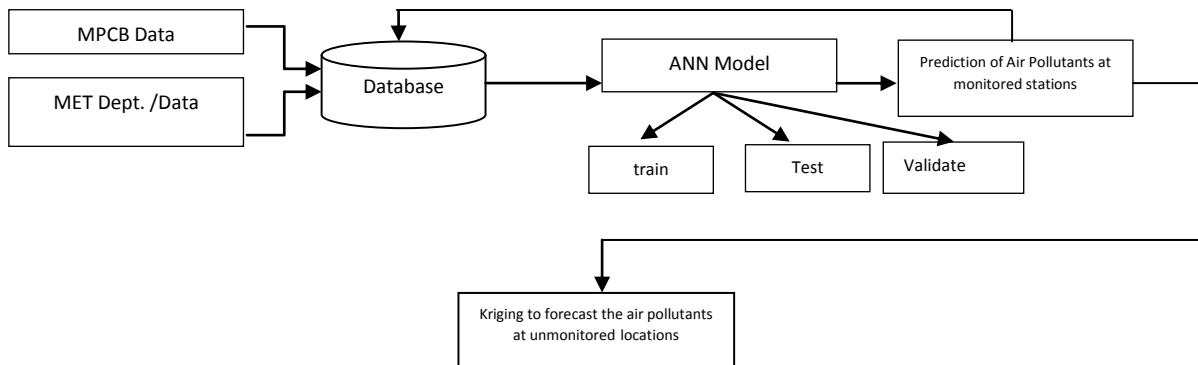 MPCB Data
MET Dept. /Data
Database
ANN Model
Prediction of Air Pollutants at
monitored stations
train
Test
Validate
Kriging to forecast the air pollutants
at unmonitored locations